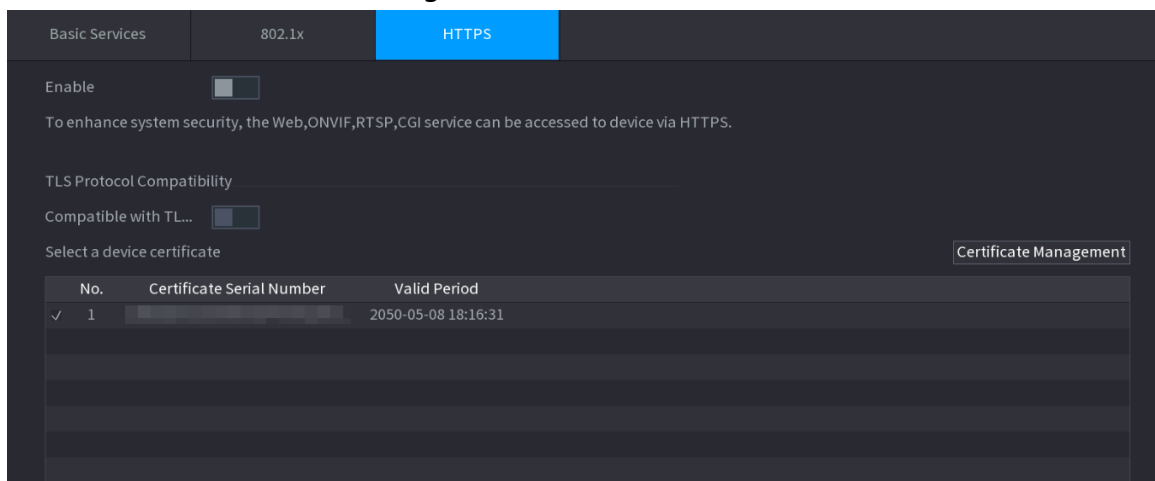 Basic Services 802.1x HTTPS
Enable
To enhance system security, the Web,ONVIF,RTSP,CGI service can be accessed to device via HTTPS.
TLS Protocol Compatibility
Compatible with TL...
Select a device certificate Certificate Management
No. Certificate Serial Number Valid Period
✓ 1 2050-05-08 18:16:31